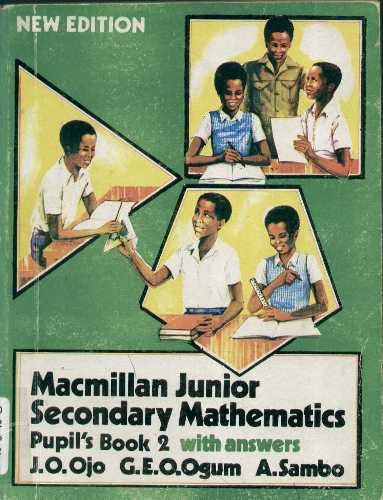 NEW EDITION
Macmillan Junior
Secondary Mathematics
Pupil's Book 2 with answers
J.O.Ojo G.E.O.Ogum A.Sambo